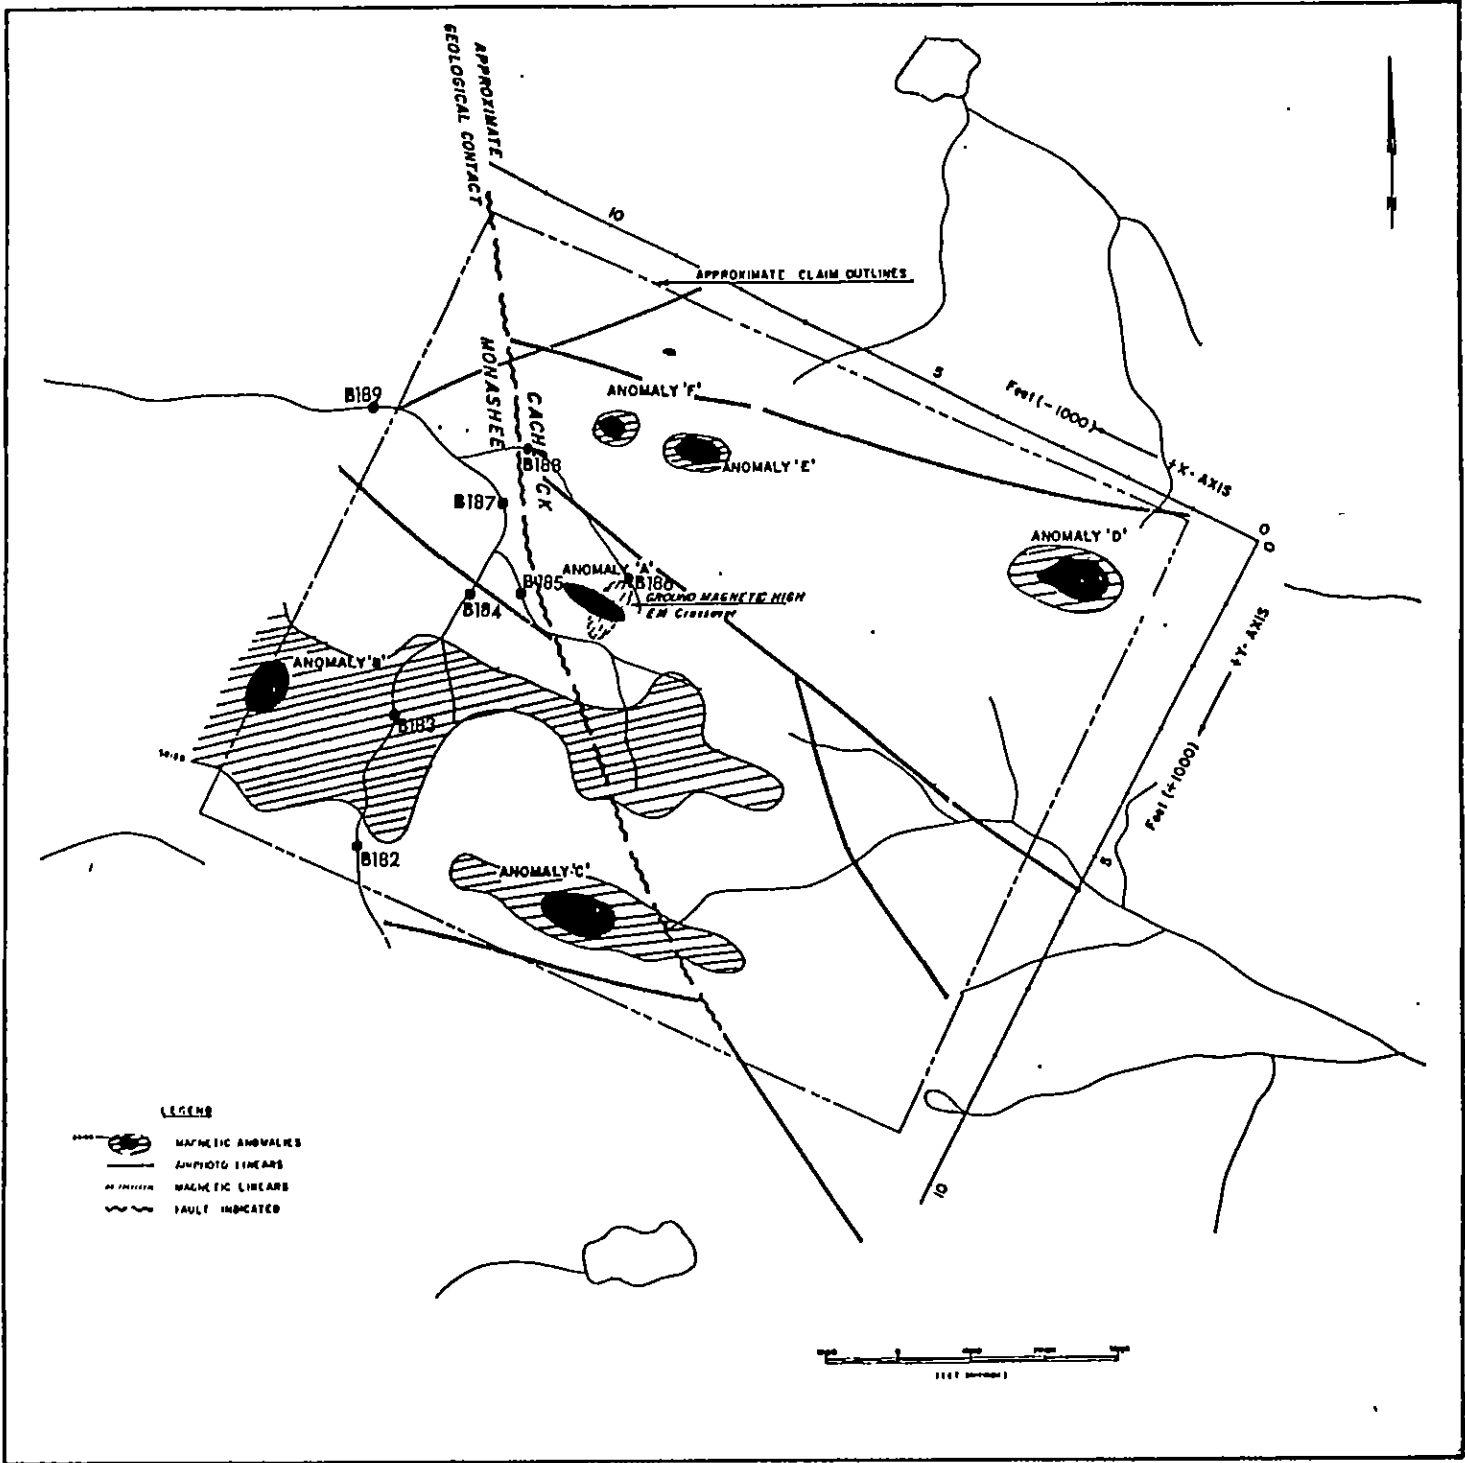 APPROXIMATE
GEOLOGICAL CONTACT
10
APPROXIMATE CLAIM OUTLINES
MONASHEE
CACHE CK
5
Feet (-1000)
+X-AXIS
0
0
B189
ANOMALY 'F'
B188
ANOMALY 'E'
B187
ANOMALY 'D'
ANOMALY 'A'
B185
B186
B184
GROUND MAGNETIC HIGH
EM Crossover
+Y-AXIS
ANOMALY 'B'
B183
Feet (+1000)
5
B182
ANOMALY 'C'
10
LEGEND
MAGNETIC ANOMALIES
AIRPHOTO LINEARS
MAGNETIC LINEARS
FAULT INDICATED
0